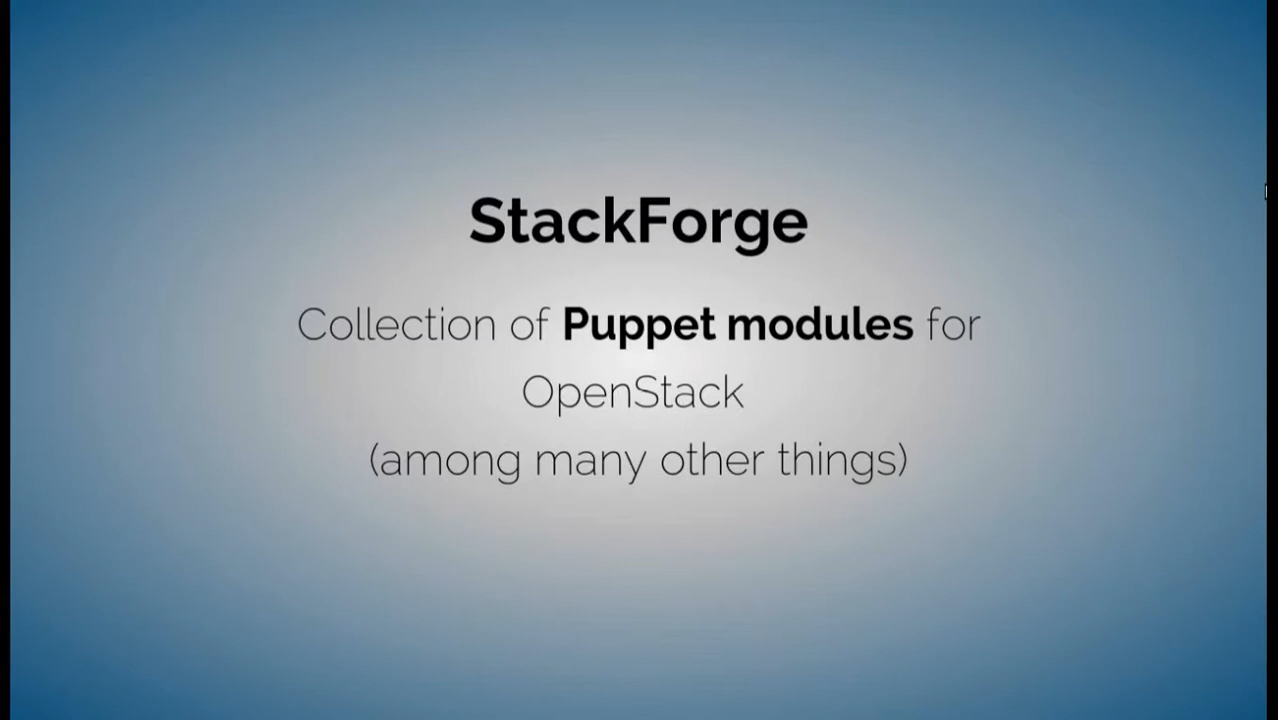 StackForge
Collection of Puppet modules for
OpenStack
(among many other things)